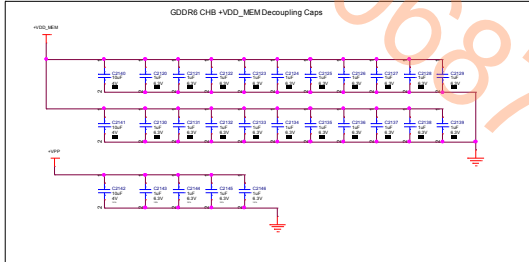 GDDR6 CHB +VDD_MEM Decoupling Caps
+VDD_MEM
C2140 C2120 C2121 C2122 C2123 C2124 C2125 C2126 C2127 C2128 C2129
10uF 1uF 1uF 1uF 1uF 1uF 1uF 1uF 1uF 1uF 1uF
4V 6.3V 6.3V 6.3V 6.3V 6.3V 6.3V 6.3V 6.3V 6.3V 6.3V
C2141 C2130 C2131 C2132 C2133 C2134 C2135 C2136 C2137 C2138 C2139
10uF 1uF 1uF 1uF 1uF 1uF 1uF 1uF 1uF 1uF 1uF
4V 6.3V 6.3V 6.3V 6.3V 6.3V 6.3V 6.3V 6.3V 6.3V 6.3V
+VPP
C2142 C2143 C2144 C2145 C2146
10uF 1uF 1uF 1uF 1uF
4V 6.3V 6.3V 6.3V 6.3V